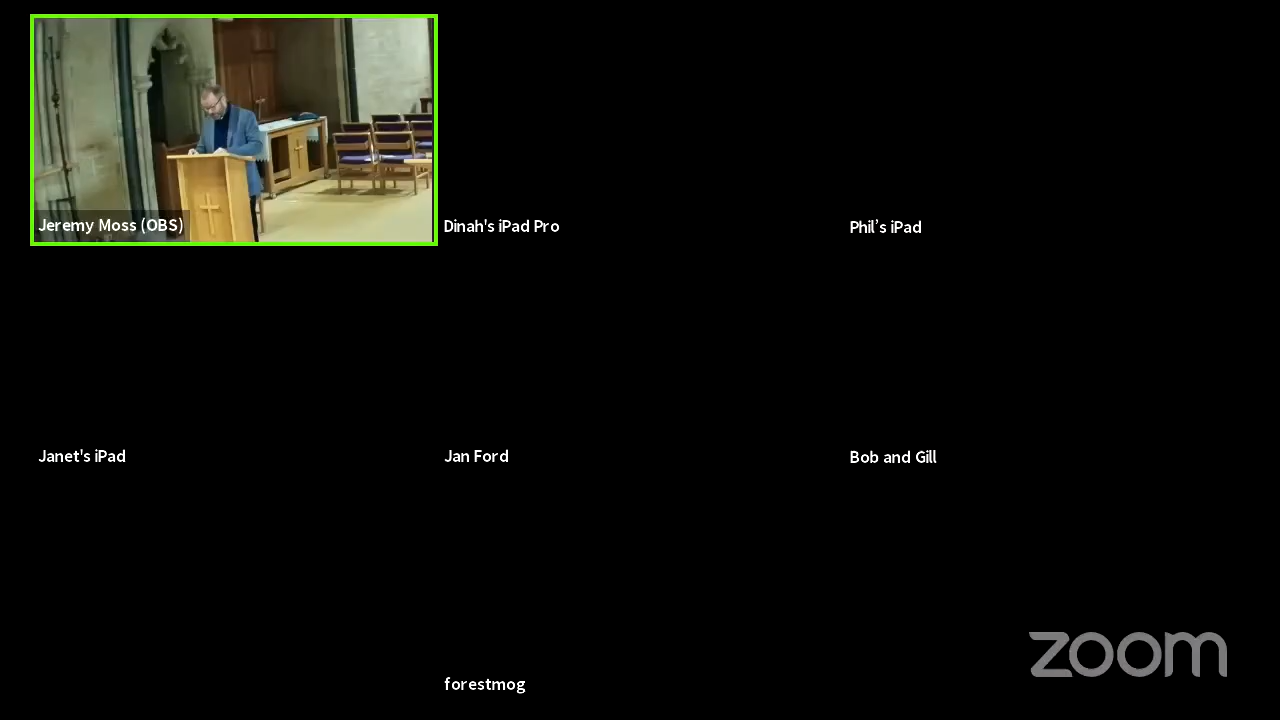 Jeremy Moss (OBS)
Dinah's iPad Pro
Phil’s iPad
Janet's iPad
Jan Ford
Bob and Gill
forestmog
zoom